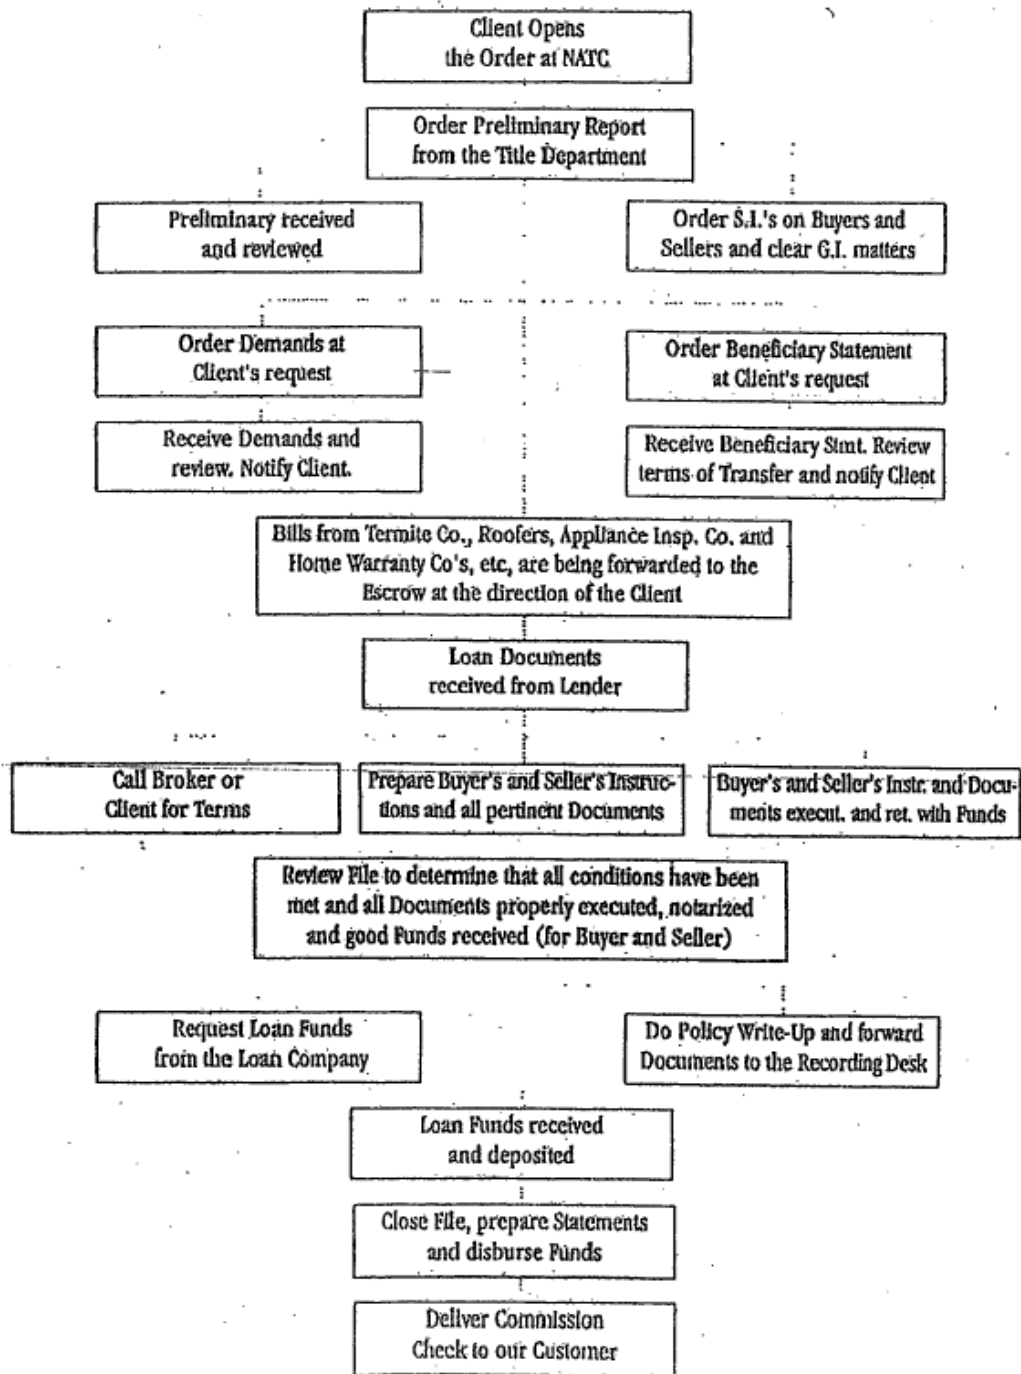 Client Opens
the Order at NATC
Order Preliminary Report
from the Title Department
Preliminary received
and reviewed
Order S.I.'s on Buyers and
Sellers and clear G.I. matters
Order Demands at
Client's request
Order Beneficiary Statement
at Client's request
Receive Demands and
review. Notify Client.
Receive Beneficiary Stmt. Review
terms of Transfer and notify Client
Bills from Termite Co., Roofers, Appliance Insp. Co. and
Home Warranty Co's, etc, are being forwarded to the
Escrow at the direction of the Client
Loan Documents
received from Lender
Call Broker or
Client for Terms
Prepare Buyer's and Seller's Instruc-
tions and all pertinent Documents
Buyer's and Seller's Instr. and Docu-
ments execut. and ret. with Funds
Review File to determine that all conditions have been
met and all Documents properly executed, notarized
and good Funds received (for Buyer and Seller)
Request Loan Funds
from the Loan Company
Do Policy Write-Up and forward
Documents to the Recording Desk
Loan Funds received
and deposited
Close File, prepare Statements
and disburse Funds
Deliver Commission
Check to our Customer